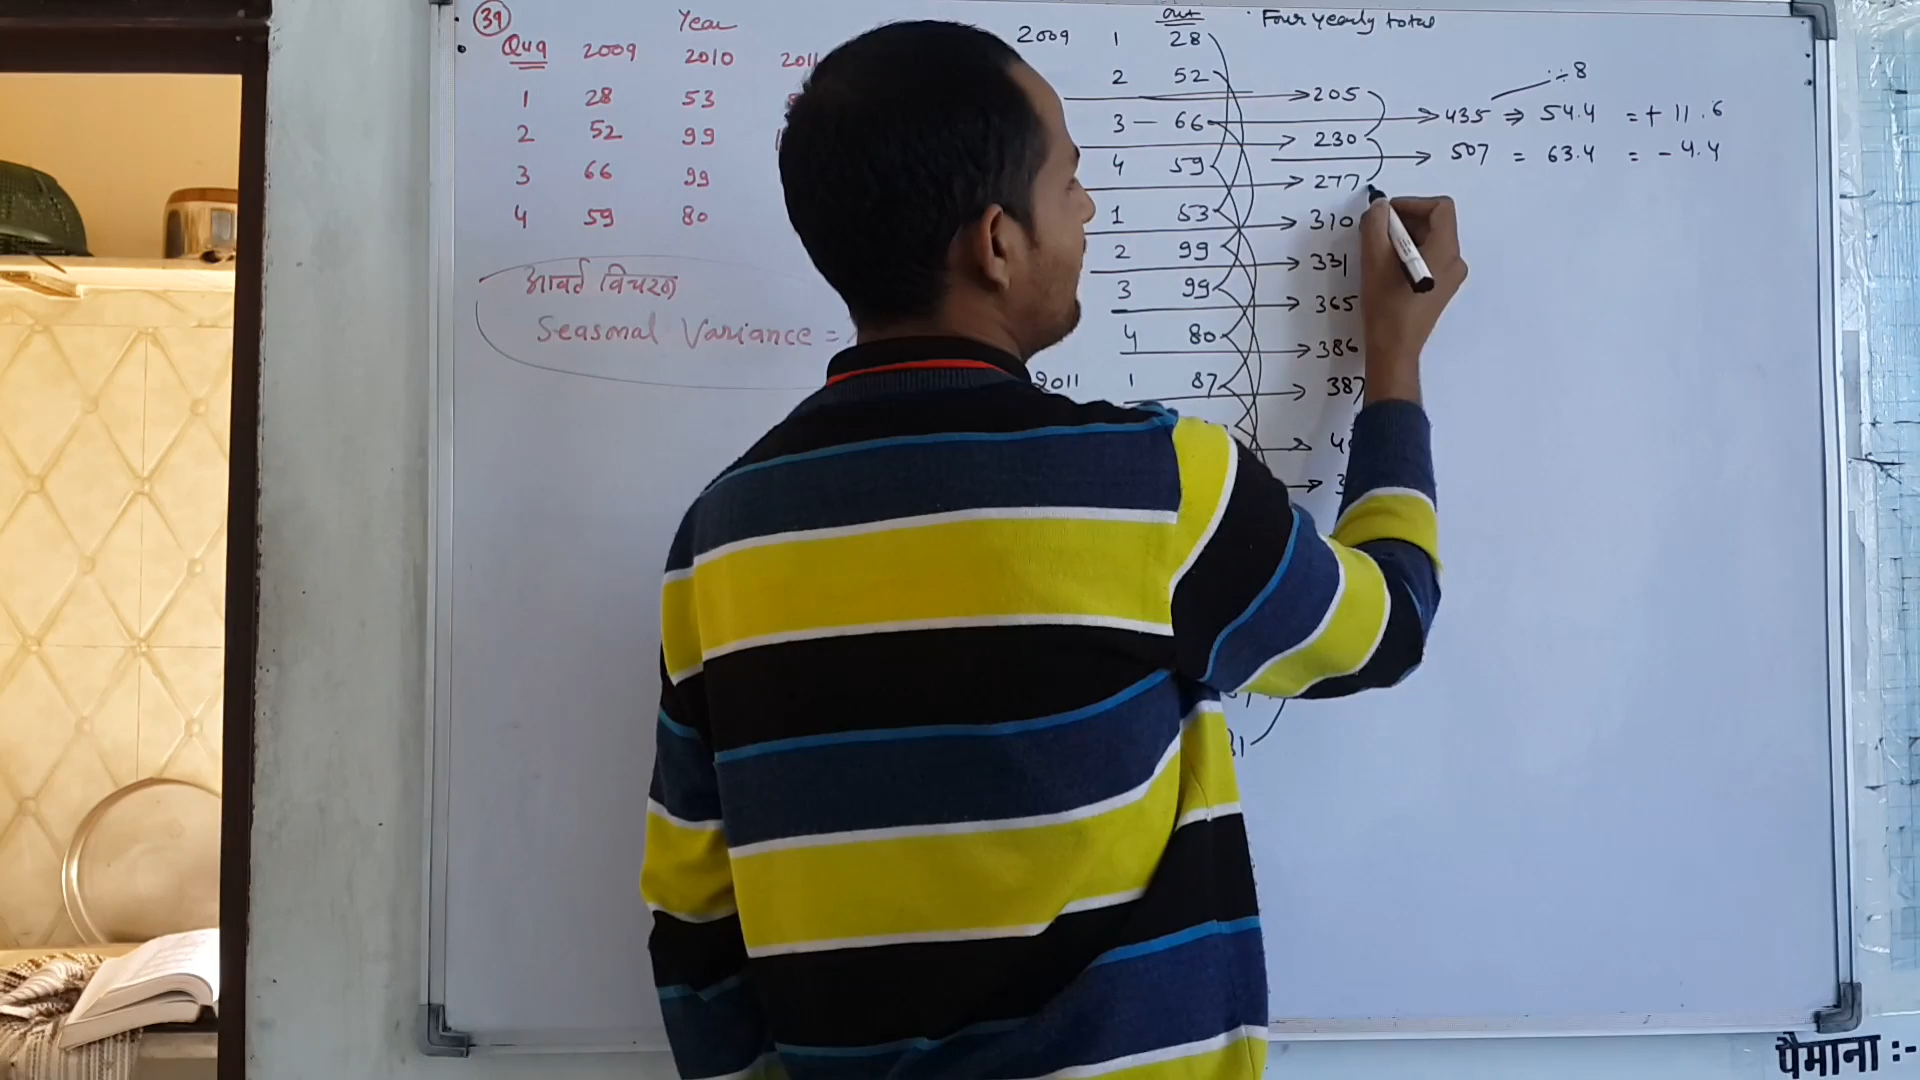 39 Year
Qua 2009 2010 2011
1 28 53
2 52 99
3 66 99
4 59 80
आवर्त विचरन
Seasonal Variance =
out Four yearly total
2009 1 28
2 52
÷8
205
3 — 66 435 ⇒ 54.4 = + 11.6
230
4 59 507 = 63.4 = - 4.4
277
1 53 310
2 99 331
3 99 365
4 80 386
2011 1 87 387
31
पैमाना :-